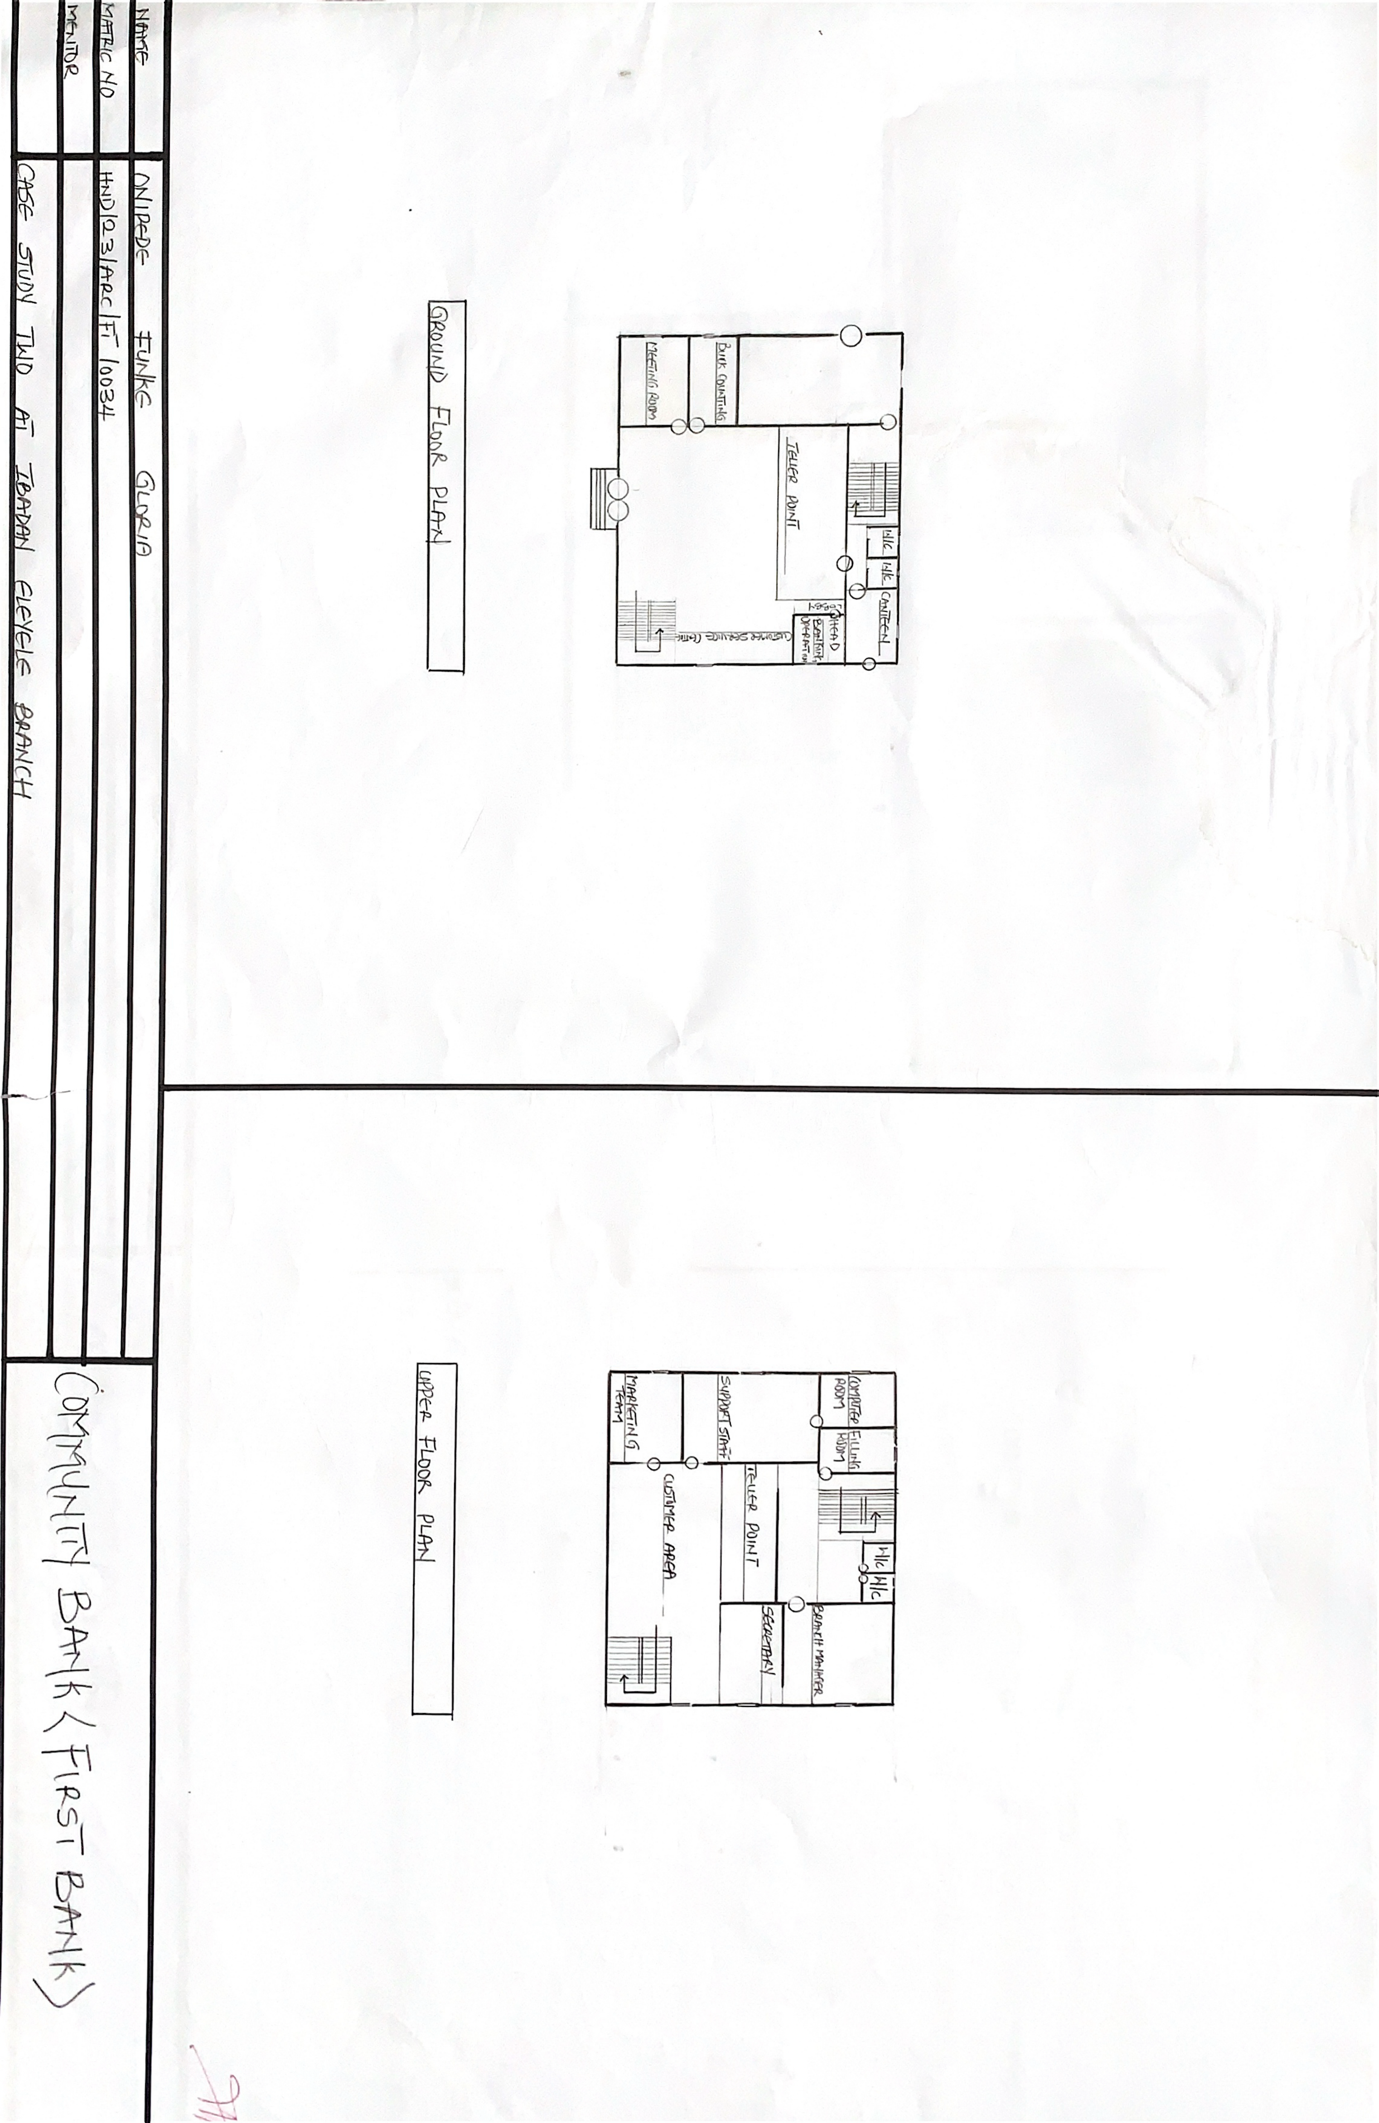 GROUND FLOOR PLAN
MEETING ROOM
BULK COUNTING
TELLER POINT
W/C
W/C
CANTEEN
HEAD
BANKING
OPERATION
CUSTOMER SERVICE
UPPER FLOOR PLAN
MARKETING
TEAM
SUPPORT STAFF
COMPUTER
ROOM
FILLING
ROOM
CUSTOMER AREA
TELLER POINT
W/C
W/C
SECRETARY
BRANCH MANAGER
NAME ONIPEDE FUNKE GLORIA
MATRIC NO HND/23/ARC/FT/0034
MENTOR
CASE STUDY TWO AT IBADAN ELEYELE BRANCH
COMMUNITY BANK (FIRST BANK)